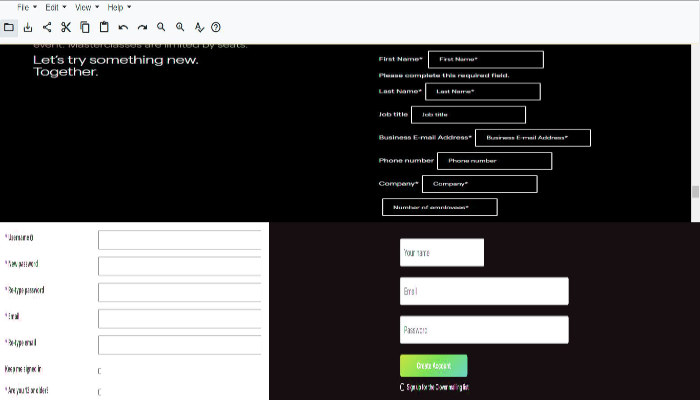 File Edit View Help
event. Masterclasses are limited by seats.
Let's try something new.
Together.
First Name* First Name*
Please complete this required field.
Last Name* Last Name*
Job title Job title
Business E-mail Address* Business E-mail Address*
Phone number Phone number
Company* Company*
Number of employees*
* Username
* New password
* Re-type password
* Email
* Re-type email
Keep me signed in
* Are you 13 or older?
Your name
Email
Password
Create Account
Sign up for the Clover mailing list